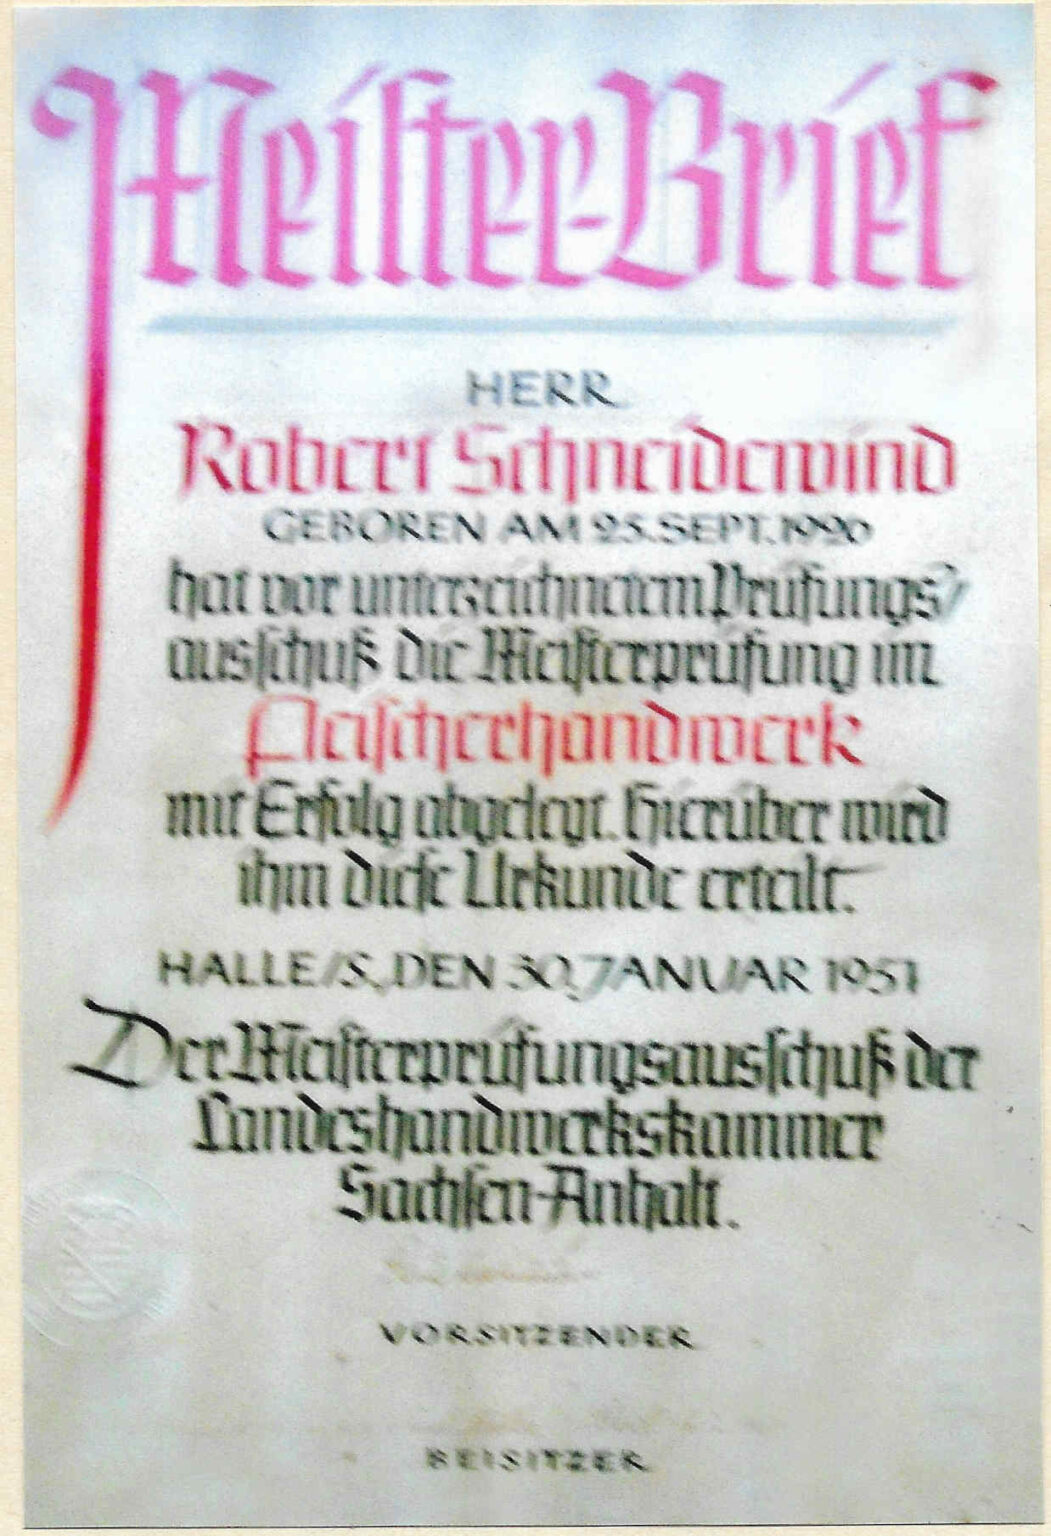 Meister-Brief
HERR
Robert Schneidewind
GEBOREN AM 25. SEPT. 1920
hat vor unterzeichnetem Prüfungs-
ausschuß die Meisterprüfung im
Fleischerhandwerk
mit Erfolg abgelegt. Hierüber wird
ihm diese Urkunde erteilt.
HALLE/S., DEN 30. JANUAR 1951
Der Meisterprüfungsausschuß der
Landeshandwerkskammer
Sachsen-Anhalt.
VORSITZENDER
BEISITZER